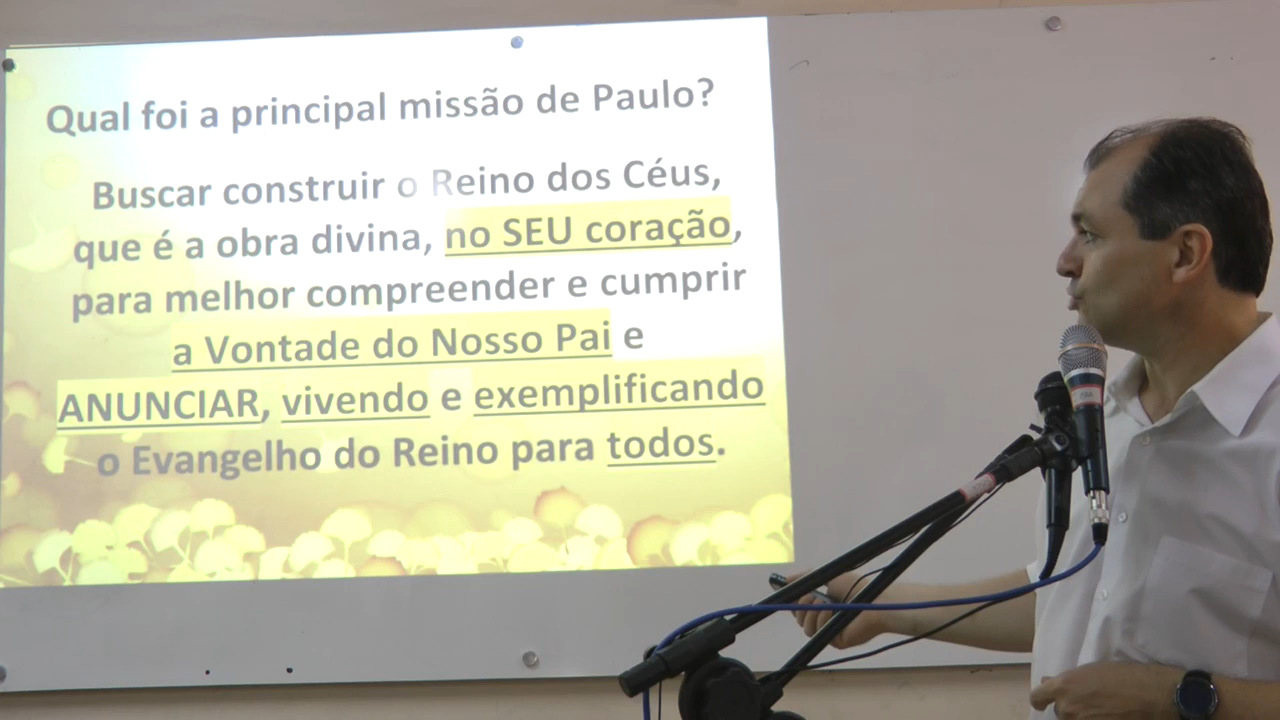 Qual foi a principal missão de Paulo?
Buscar construir o Reino dos Céus,
que é a obra divina, no SEU coração,
para melhor compreender e cumprir
a Vontade do Nosso Pai e
ANUNCIAR, vivendo e exemplificando
o Evangelho do Reino para todos.